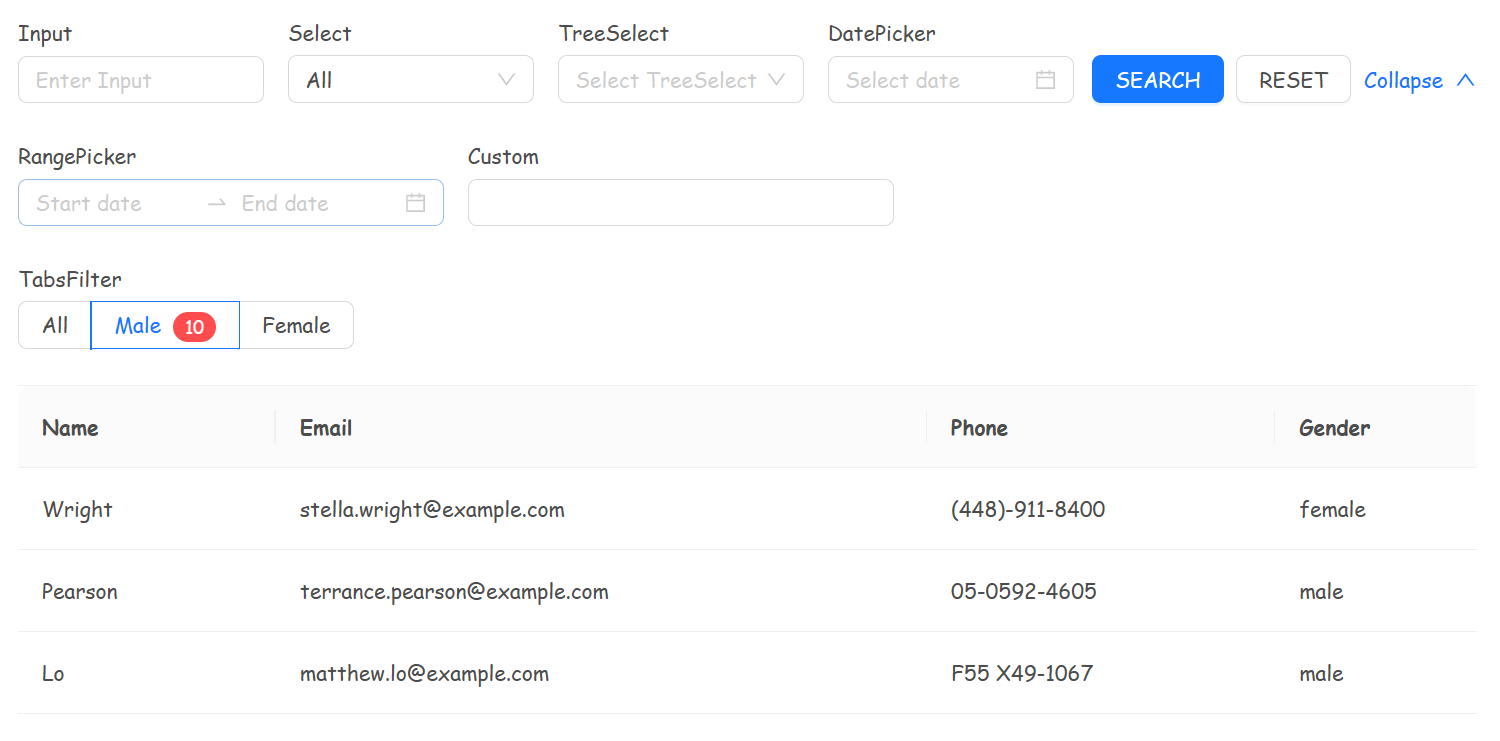 Input Select TreeSelect DatePicker
Enter Input All Select TreeSelect Select date SEARCH RESET Collapse
RangePicker Custom
Start date End date
TabsFilter
All Male 10 Female
Name Email Phone Gender
Wright stella.wright@example.com (448)-911-8400 female
Pearson terrance.pearson@example.com 05-0592-4605 male
Lo matthew.lo@example.com F55 X49-1067 male